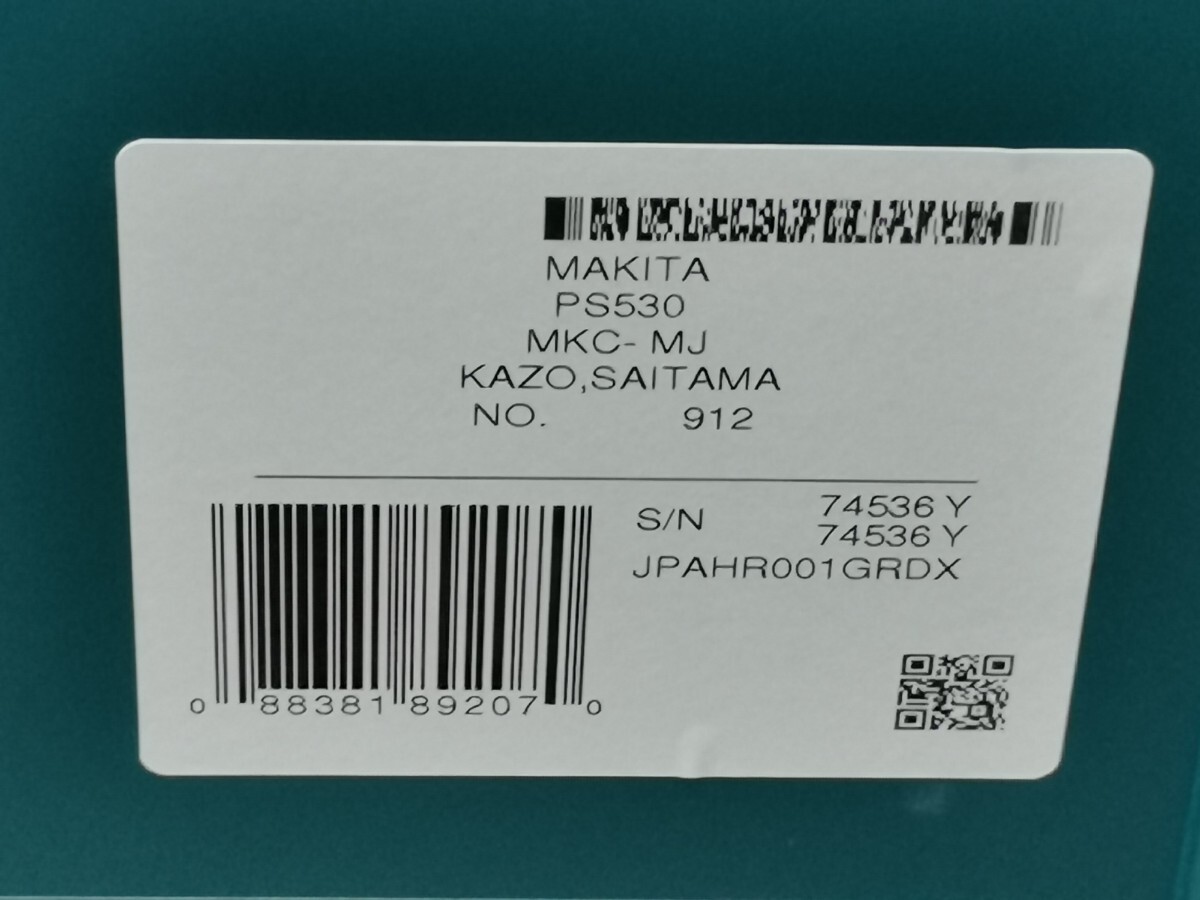 MAKITA
PS530
MKC- MJ
KAZO,SAITAMA
NO. 912
S/N 74536 Y
74536 Y
JPAHR001GRDX
0 88381 89207 0